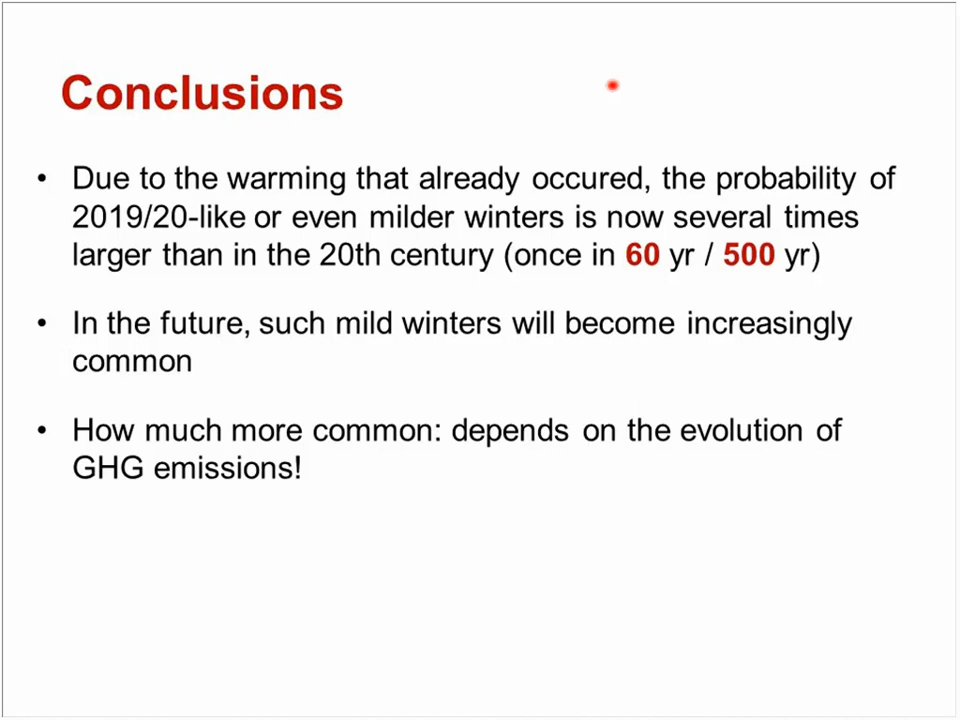 Conclusions
• Due to the warming that already occured, the probability of
2019/20-like or even milder winters is now several times
larger than in the 20th century (once in 60 yr / 500 yr)
• In the future, such mild winters will become increasingly
common
• How much more common: depends on the evolution of
GHG emissions!